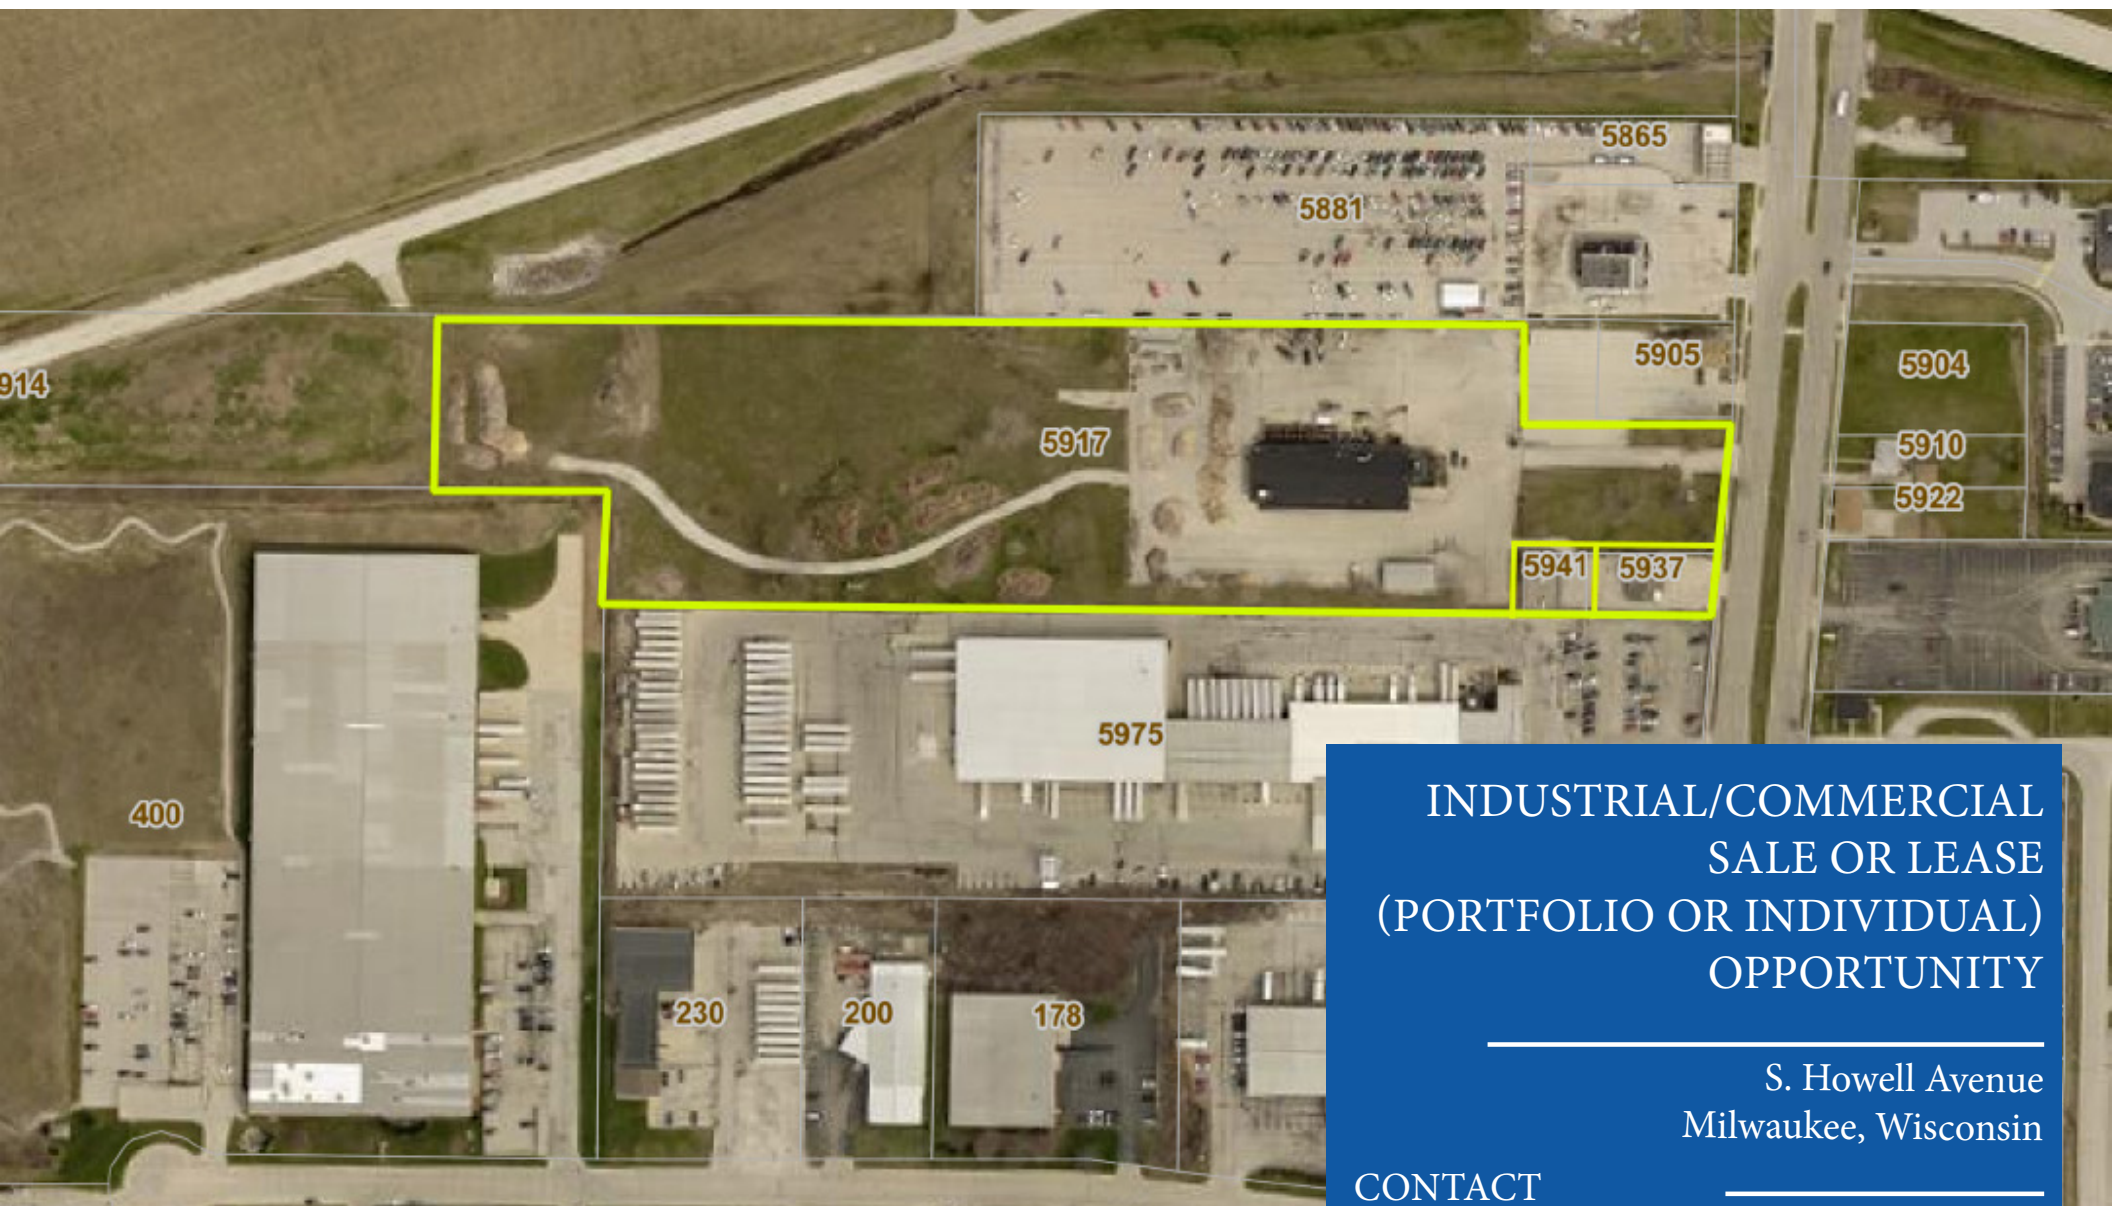 5865
5881
5905
5904
914
5917
5910
5922
5941
5937
5975
400
230
200
178
INDUSTRIAL/COMMERCIAL
SALE OR LEASE
(PORTFOLIO OR INDIVIDUAL)
OPPORTUNITY
S. Howell Avenue
Milwaukee, Wisconsin
CONTACT